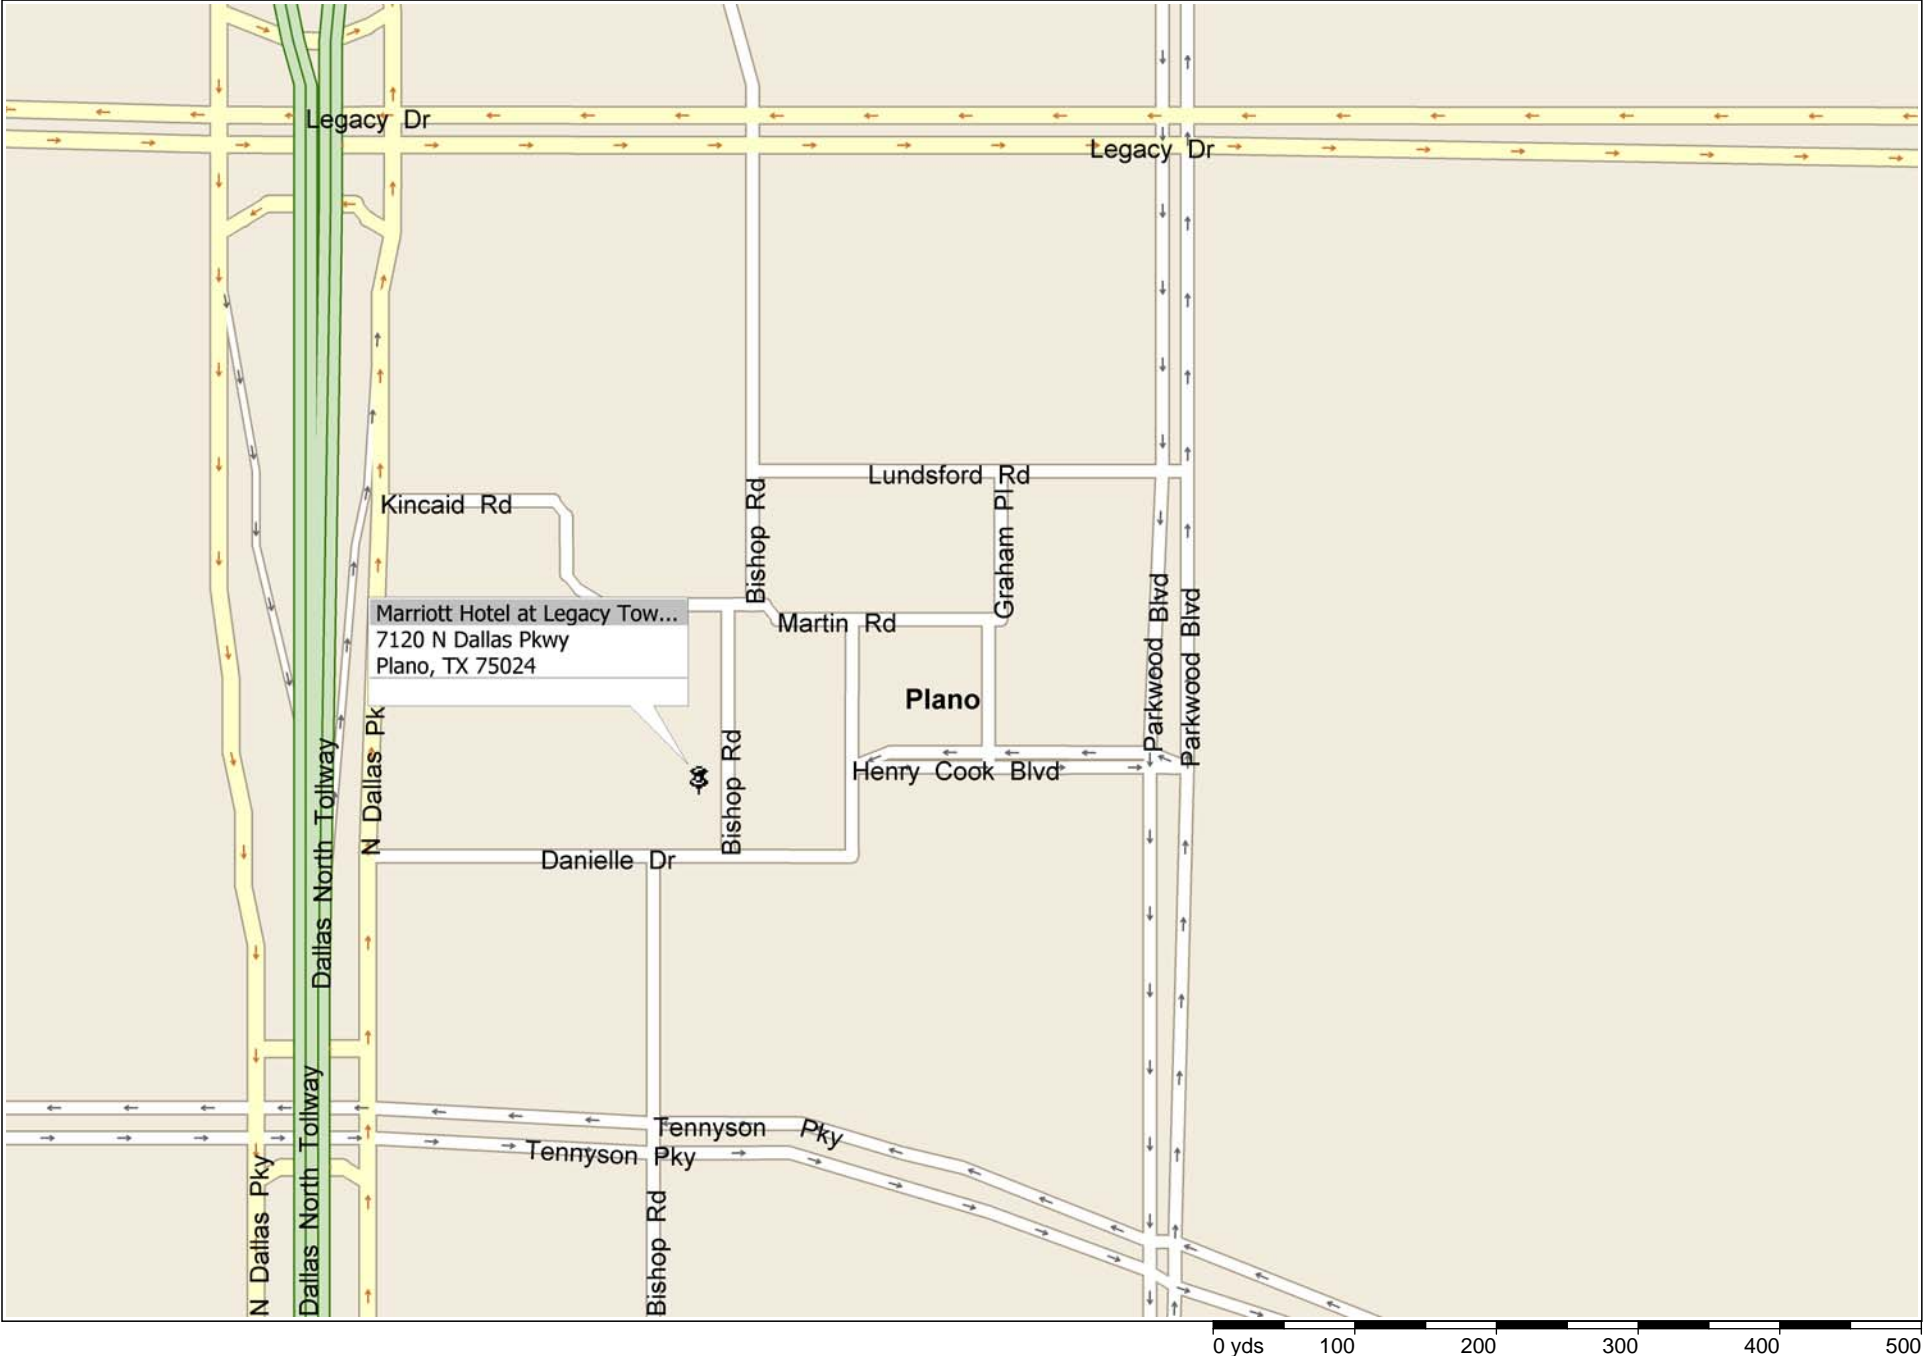 Legacy Dr
Legacy Dr
Lundsford Rd
Kincaid Rd
Bishop Rd
Graham Pl
Marriott Hotel at Legacy Tow...
7120 N Dallas Pkwy
Plano, TX 75024
Martin Rd
Parkwood Blvd
Parkwood Blvd
Plano
N Dallas Pk
Dallas North Tollway
Bishop Rd
Henry Cook Blvd
Danielle Dr
Tennyson Pky
Tennyson Pky
N Dallas Pky
Dallas North Tollway
Bishop Rd
0 yds 100 200 300 400 500